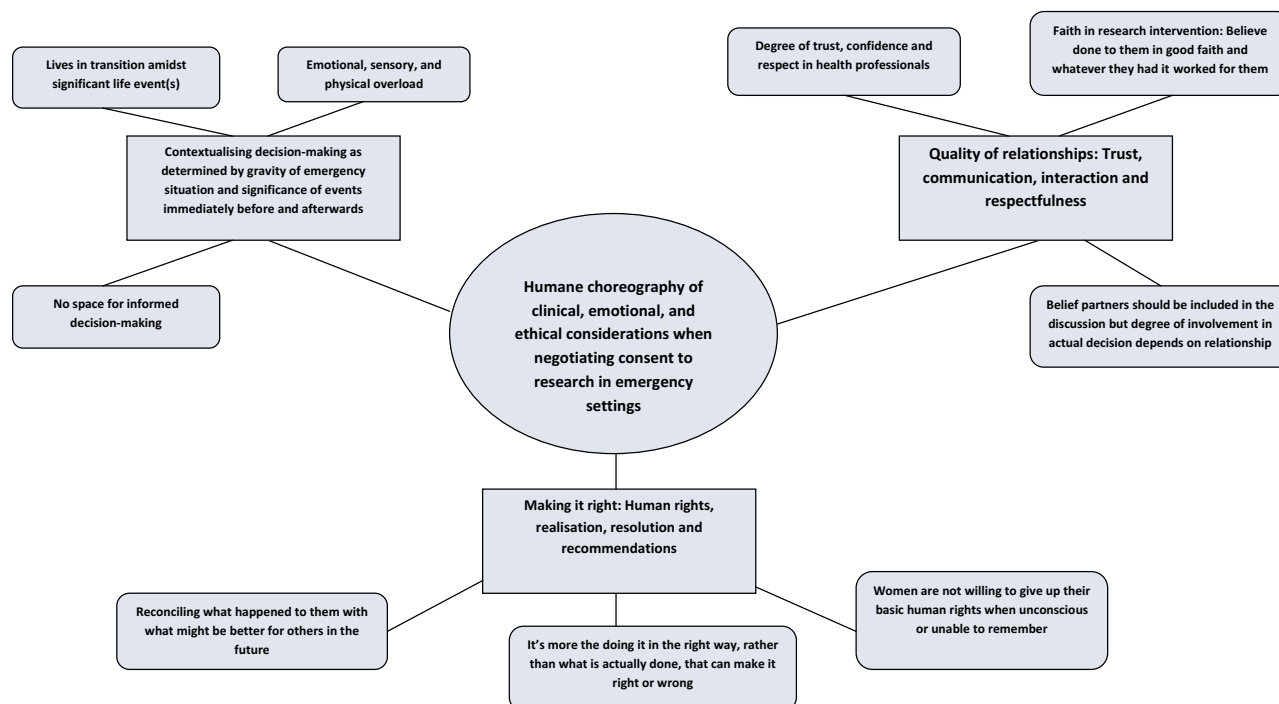 Lives in transition amidst
significant life event(s)
Emotional, sensory, and
physical overload
Contextualising decision-making as
determined by gravity of emergency
situation and significance of events
immediately before and afterwards
No space for informed
decision-making
Degree of trust, confidence and
respect in health professionals
Faith in research intervention: Believe
done to them in good faith and
whatever they had it worked for them
Quality of relationships: Trust,
communication, interaction and
respectfulness
Belief partners should be included in the
discussion but degree of involvement in
actual decision depends on relationship
Humane choreography of
clinical, emotional, and
ethical considerations when
negotiating consent to
research in emergency
settings
Making it right: Human rights,
realisation, resolution and
recommendations
Reconciling what happened to them with
what might be better for others in the
future
It’s more the doing it in the right way, rather
than what is actually done, that can make it
right or wrong
Women are not willing to give up their
basic human rights when unconscious
or unable to remember